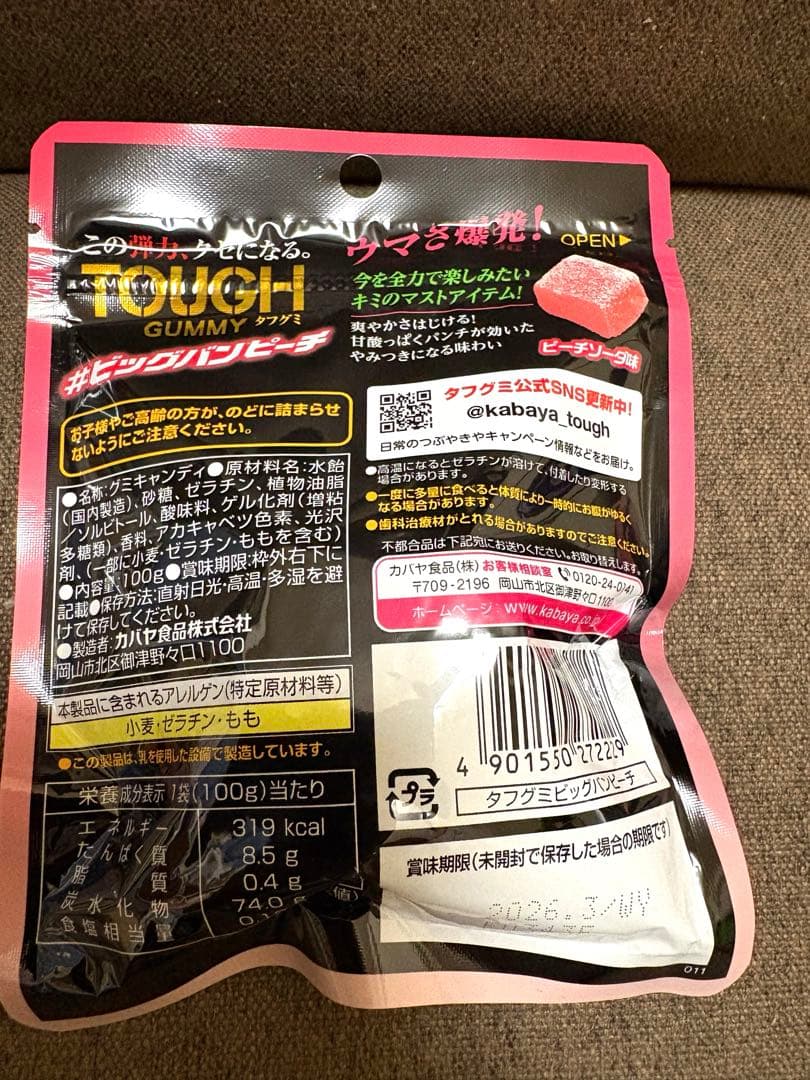 この弾力、クセになる。
TOUGH
GUMMY タフグミ
#ビッグバンピーチ
ウマさ爆発!
OPEN▶
今を全力で楽しみたい
キミのマストアイテム!
爽やかさはじける!
甘酸っぱくパンチが効いた
やみつきになる味わい
ピーチソーダ味
お子様やご高齢の方が、のどに詰まらせ
ないようにご注意ください。
タフグミ公式SNS更新中!
@kabaya_tough
日常のつぶやきやキャンペーン情報などをお届け。
●名称:グミキャンディ●原材料名:水飴
(国内製造)、砂糖、ゼラチン、植物油脂
/ソルビトール、酸味料、ゲル化剤(増粘
多糖類)、香料、アカキャベツ色素、光沢
剤、(一部に小麦・ゼラチン・ももを含む)
●内容量:100g●賞味期限:枠外右下に
記載●保存方法:直射日光・高温・多湿を避
けて保存してください。
●製造者:カバヤ食品株式会社
岡山市北区御津野々口1100
●高温になるとゼラチンが溶けて、付着したり変形する
場合があります。
●一度に多量に食べると体質により一時的にお腹がゆるく
なる場合があります。
●歯科治療材がとれる場合がありますのでご注意ください。
不都合品は下記宛にお送りください。お取り替えします。
カバヤ食品(株) お客様相談室 0120-24-0141
〒709-2196 岡山市北区御津野々口1100
ホームページ:www.kabaya.co.jp/
本製品に含まれるアレルゲン(特定原材料等)
小麦・ゼラチン・もも
●この製品は、乳を使用した設備で製造しています。
栄養成分表示 1袋(100g)当たり
エネルギー 319 kcal
たんぱく質 8.5 g
脂質 0.4 g
炭水化物 74.0 g
食塩相当量
値)
4 901550 272229
プラ
タフグミビッグバンピーチ
賞味期限(未開封で保存した場合の期限です)
2026.3/WY
011